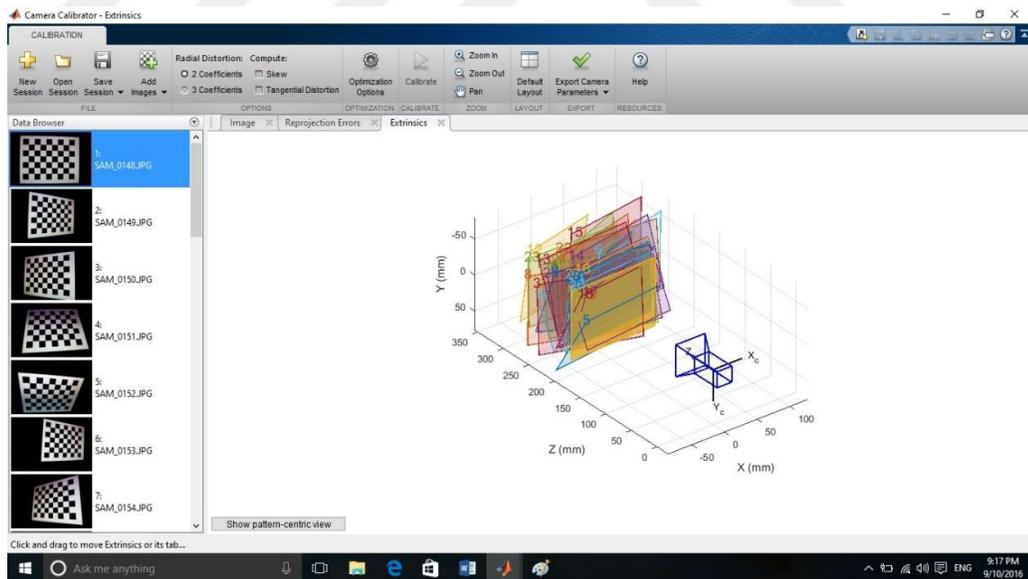 Camera Calibrator - Extrinsics
CALIBRATION
New Session
Open Session
Save Session
Add Images
FILE
Radial Distortion:
2 Coefficients
3 Coefficients
Compute:
Skew
Tangential Distortion
OPTIONS
Optimization Options
OPTIMIZATION
Calibrate
CALIBRATE
Zoom In
Zoom Out
Pan
ZOOM
Default Layout
LAYOUT
Export Camera Parameters
EXPORT
Help
RESOURCES
Data Browser
Image
Reprojection Errors
Extrinsics
1:
SAM_0148.JPG
2:
SAM_0149.JPG
3:
SAM_0150.JPG
4:
SAM_0151.JPG
5:
SAM_0152.JPG
6:
SAM_0153.JPG
7:
SAM_0154.JPG
-50
0
50
Y (mm)
350
300
250
200
150
100
50
0
Z (mm)
-50
0
50
100
X (mm)
15
8
5
Xc
Yc
Show pattern-centric view
Click and drag to move Extrinsics or its tab...
Ask me anything
ENG
9:17 PM
9/10/2016